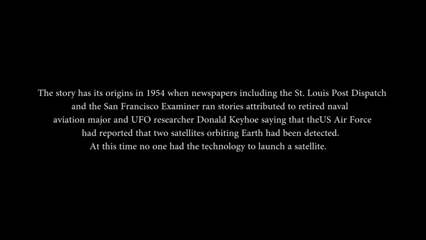 The story has its origins in 1954 when newspapers including the St. Louis Post Dispatch
and the San Francisco Examiner ran stories attributed to retired naval
aviation major and UFO researcher Donald Keyhoe saying that theUS Air Force
had reported that two satellites orbiting Earth had been detected.
At this time no one had the technology to launch a satellite.